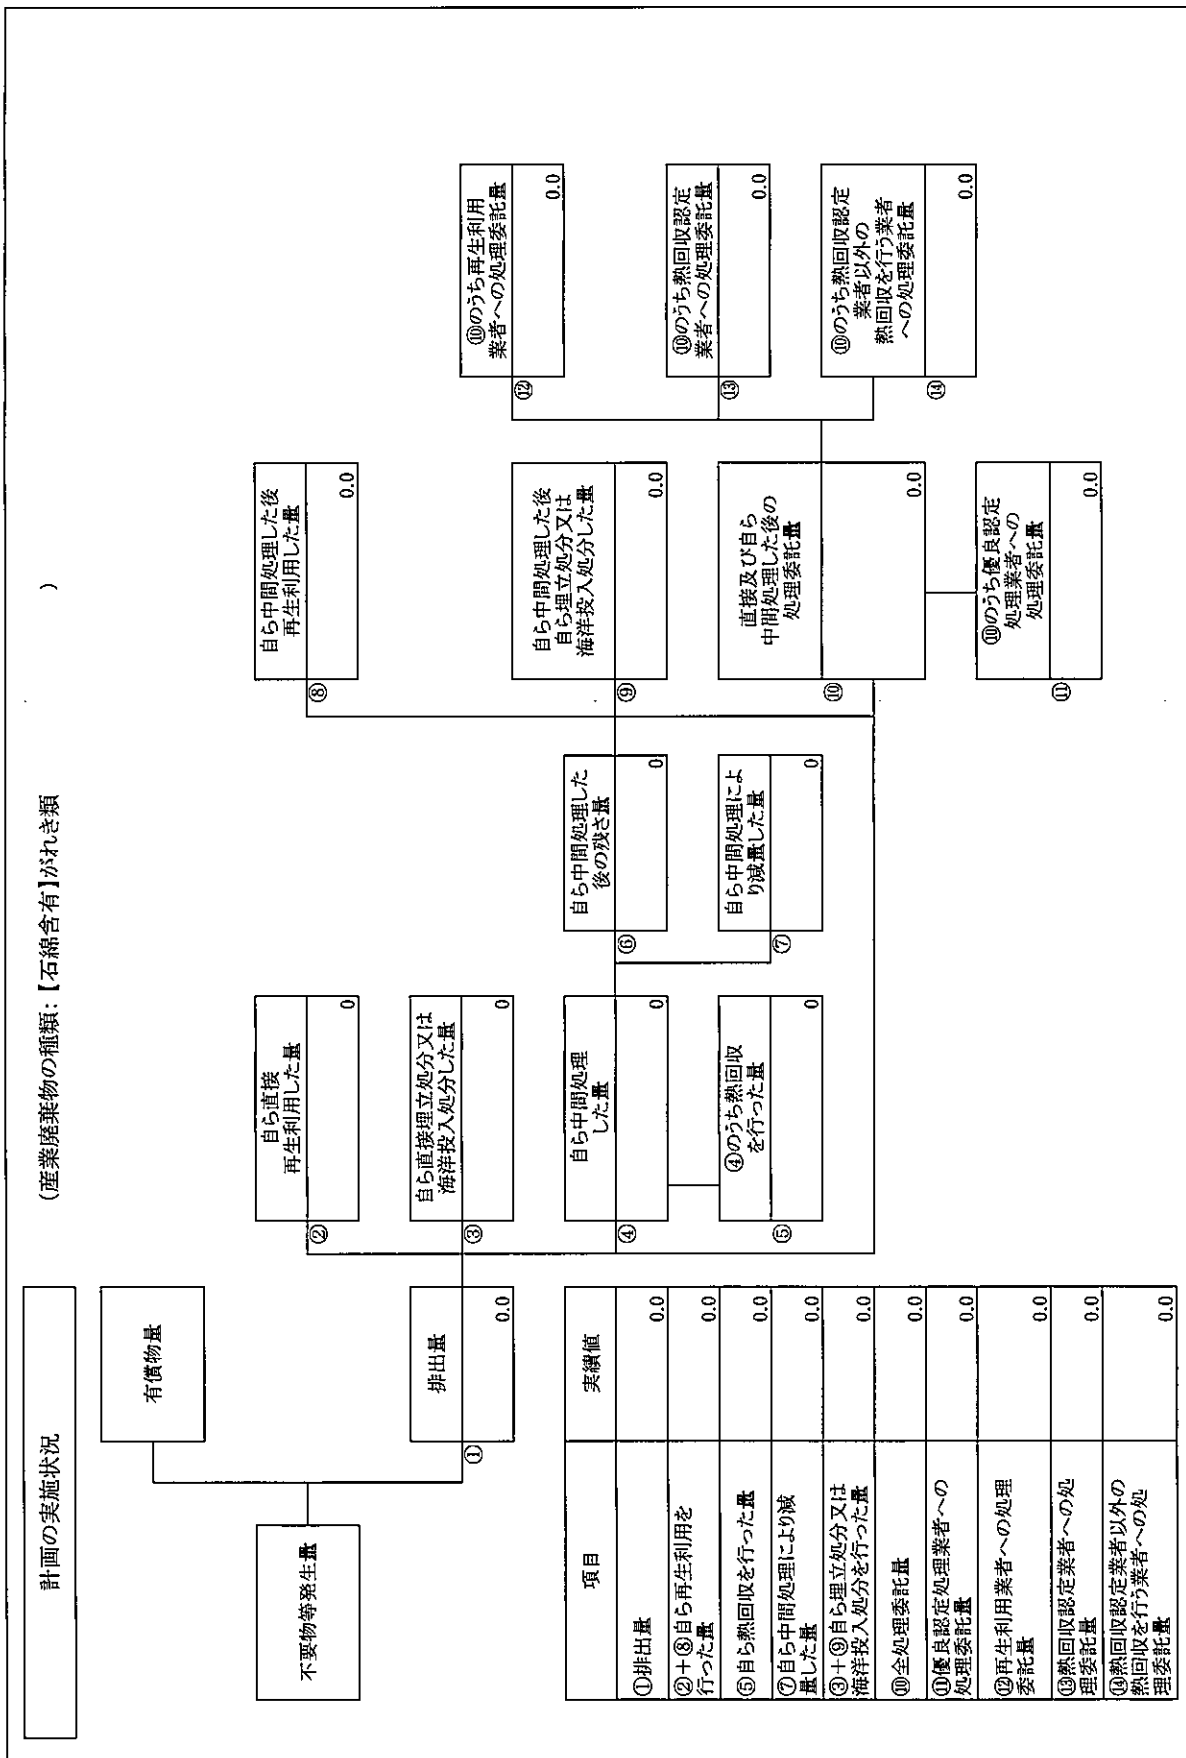 計画の実施状況
(産業廃棄物の種類:【石綿含有】がれき類 )
不要物等発生量
有償物量
①
排出量
0.0
②
自ら直接
再生利用した量
0
③
自ら直接埋立処分又は
海洋投入処分した量
0
④
自ら中間処理
した量
0
⑤
④のうち熱回収
を行った量
0
⑥
自ら中間処理した
後の残さ量
0
⑦
自ら中間処理によ
り減量した量
0
⑧
自ら中間処理した後
再生利用した量
0.0
⑨
自ら中間処理した後
自ら埋立処分又は
海洋投入処分した量
0.0
⑩
直接及び自ら
中間処理した後の
処理委託量
0.0
⑪
⑩のうち優良認定
処理業者への
処理委託量
0.0
⑫
⑩のうち再生利用
業者への処理委託量
0.0
⑬
⑩のうち熱回収認定
業者への処理委託量
0.0
⑭
⑩のうち熱回収認定
業者以外の
熱回収を行う業者
への処理委託量
0.0
項目 実績値
①排出量 0.0
②+⑧自ら再生利用を
行った量 0.0
⑤自ら熱回収を行った量 0.0
⑦自ら中間処理により減
量した量 0.0
③+⑨自ら埋立処分又は
海洋投入処分を行った量 0.0
⑩全処理委託量 0.0
⑪優良認定処理業者への
処理委託量 0.0
⑫再生利用業者への処理
委託量 0.0
⑬熱回収認定業者への処
理委託量 0.0
⑭熱回収認定業者以外の
熱回収を行う業者への処
理委託量 0.0